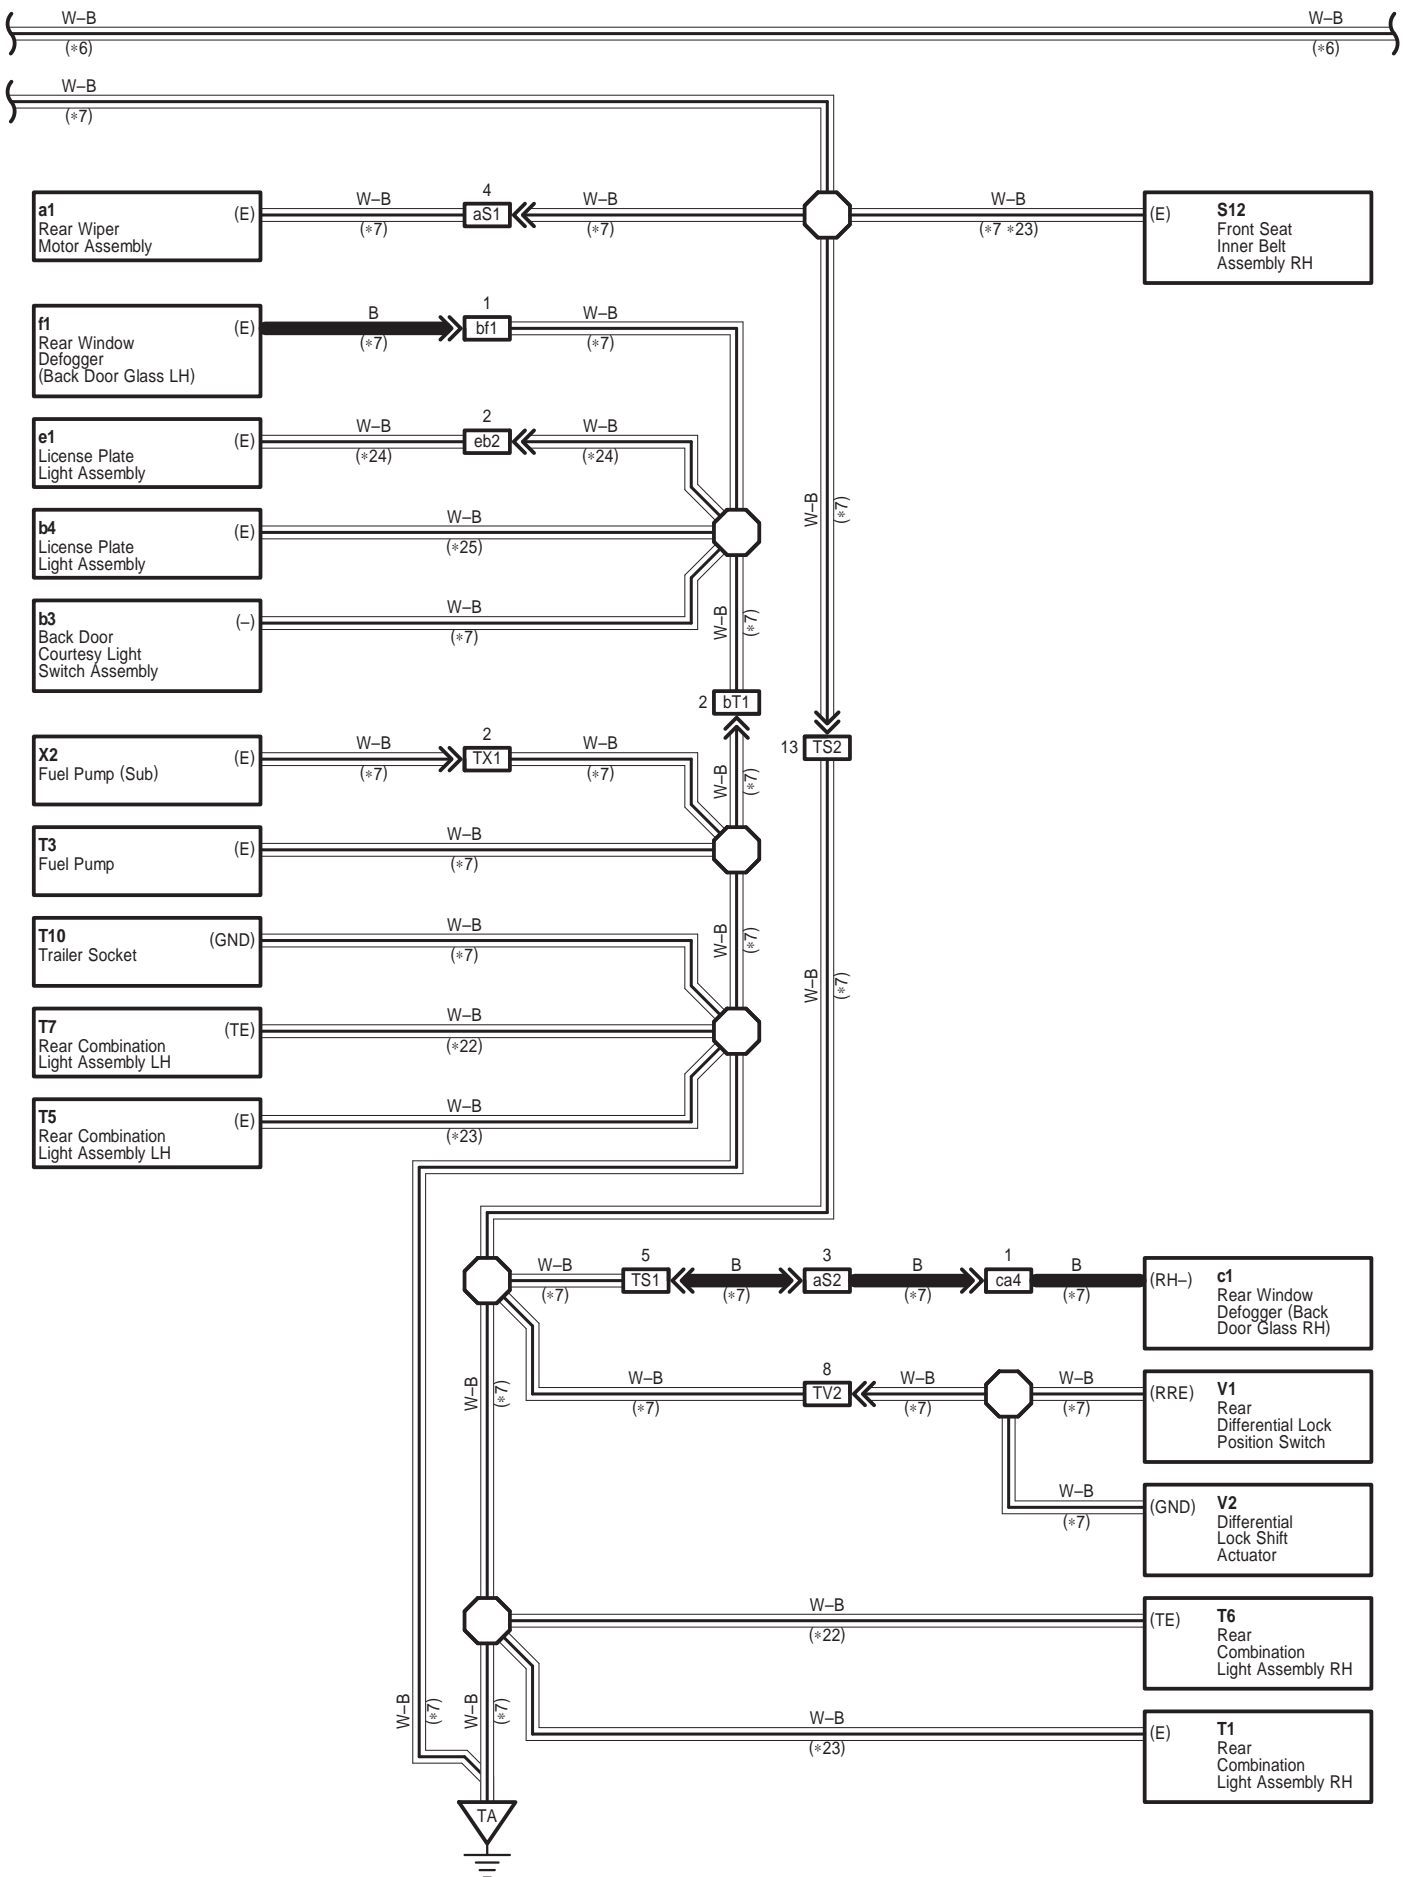 W–B
W–B
(*6)
(*6)
W–B
(*7)
a1
Rear Wiper
Motor Assembly
(E)
W–B
(*7)
4
aS1
W–B
(*7)
W–B
(*7 *23)
(E)
S12
Front Seat
Inner Belt
Assembly RH
f1
Rear Window
Defogger
(Back Door Glass LH)
(E)
B
(*7)
1
bf1
W–B
(*7)
e1
License Plate
Light Assembly
(E)
W–B
(*24)
2
eb2
W–B
(*24)
W–B
(*7)
b4
License Plate
Light Assembly
(E)
W–B
(*25)
b3
Back Door
Courtesy Light
Switch Assembly
(–)
W–B
(*7)
W–B
(*7)
2
bT1
X2
Fuel Pump (Sub)
(E)
W–B
(*7)
2
TX1
W–B
(*7)
W–B
(*7)
13
TS2
T3
Fuel Pump
(E)
W–B
(*7)
T10
Trailer Socket
(GND)
W–B
(*7)
W–B
(*7)
W–B
(*7)
T7
Rear Combination
Light Assembly LH
(TE)
W–B
(*22)
T5
Rear Combination
Light Assembly LH
(E)
W–B
(*23)
W–B
(*7)
5
TS1
B
(*7)
3
aS2
B
(*7)
1
ca4
B
(*7)
(RH–)
c1
Rear Window
Defogger (Back
Door Glass RH)
W–B
(*7)
W–B
(*7)
8
TV2
W–B
(*7)
W–B
(*7)
(RRE)
V1
Rear
Differential Lock
Position Switch
W–B
(*7)
(GND)
V2
Differential
Lock Shift
Actuator
W–B
(*22)
(TE)
T6
Rear
Combination
Light Assembly RH
W–B
(*7)
W–B
(*7)
W–B
(*23)
(E)
T1
Rear
Combination
Light Assembly RH
TA